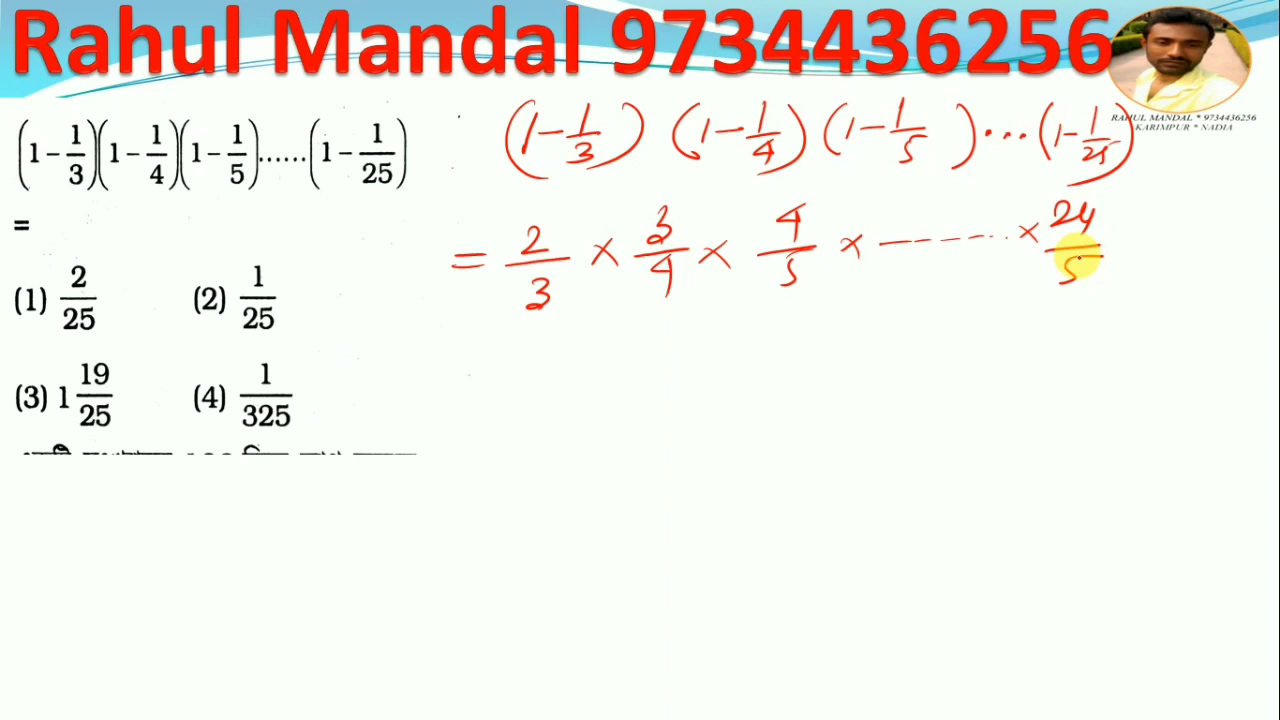 Rahul Mandal 9734436256
RAHUL MANDAL * 9734436256
KARIMPUR * NADIA
(1 - 1/3)(1 - 1/4)(1 - 1/5)......(1 - 1/25)
=
(1) 2/25 (2) 1/25
(3) 1 19/25 (4) 1/325
(1 - 1/3) (1 - 1/4) (1 - 1/5) ... (1 - 1/25)
= 2/3 × 3/4 × 4/5 × ------... × 24/5